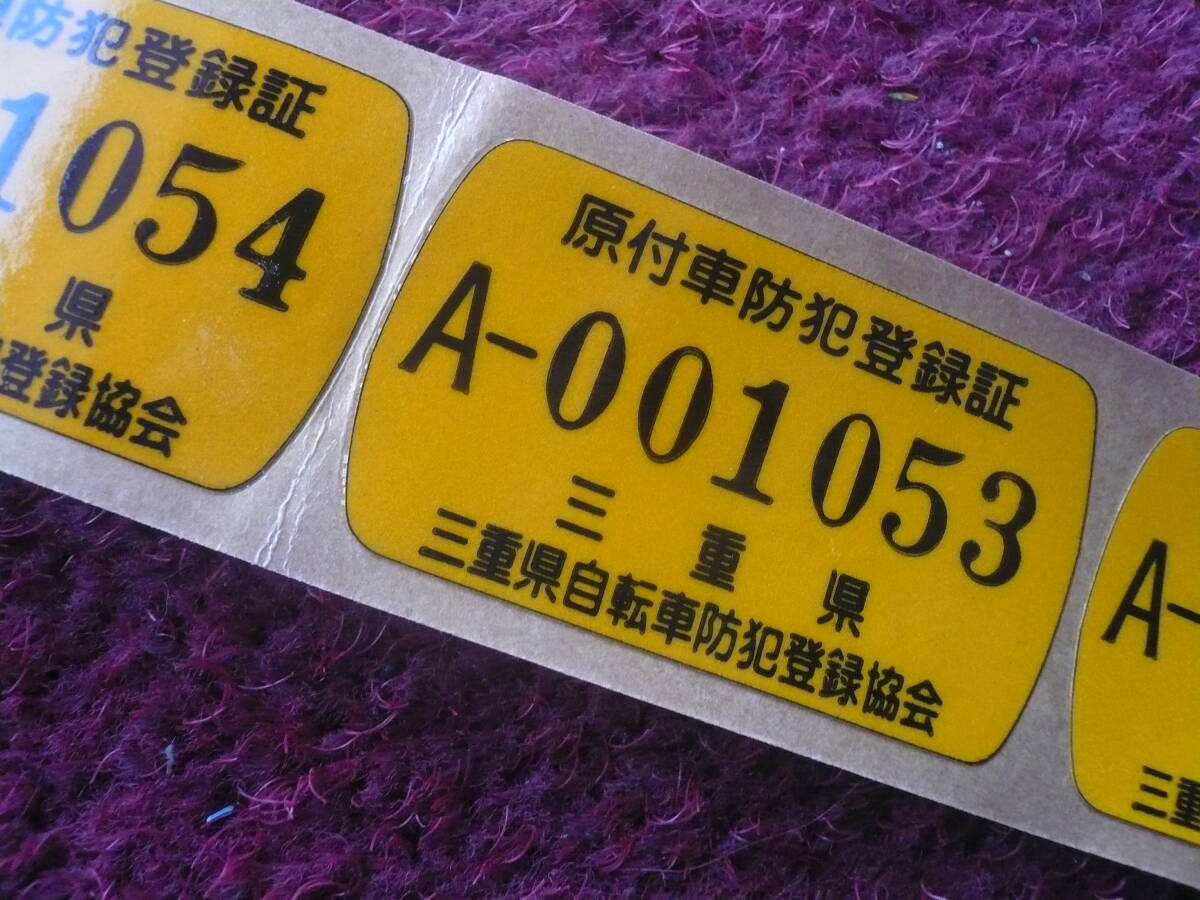 防犯登録証
1054
県
登録協会
原付車防犯登録証
A-001053
三重県
三重県自転車防犯登録協会
A-
三重